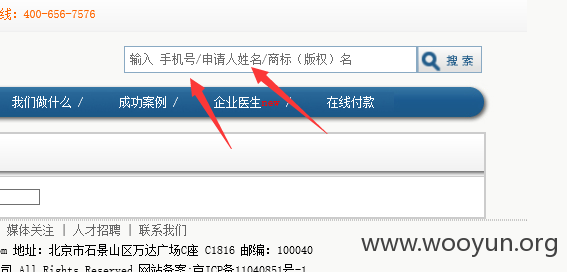 线：400-656-7576
输入 手机号/申请人姓名/商标（版权）名
搜 索
我们做什么 / 成功案例 / 企业医生 / 在线付款
媒体关注 | 人才招聘 | 联系我们
om 地址：北京市石景山区万达广场C座 C1816 邮编：100040
司 All Rights Reserved 网站备案:京ICP备11040851号-1
www.wooyun.org